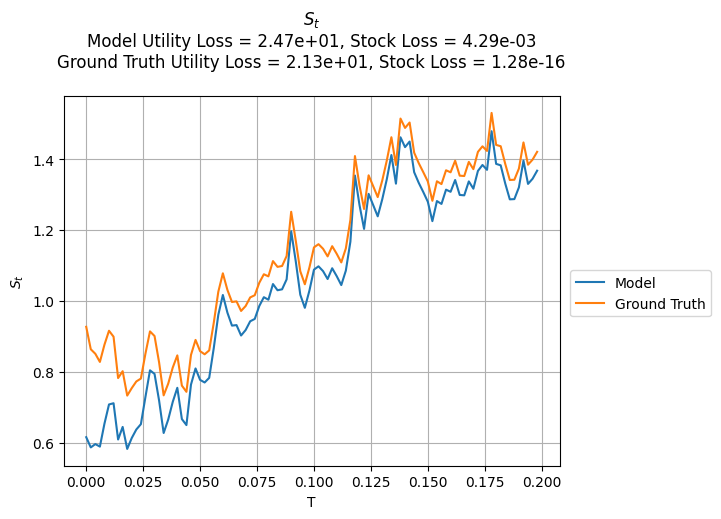 S_t
Model Utility Loss = 2.47e+01, Stock Loss = 4.29e-03
Ground Truth Utility Loss = 2.13e+01, Stock Loss = 1.28e-16
1.4
1.2
1.0
0.8
0.6
S_t
0.000 0.025 0.050 0.075 0.100 0.125 0.150 0.175 0.200
T
Model
Ground Truth